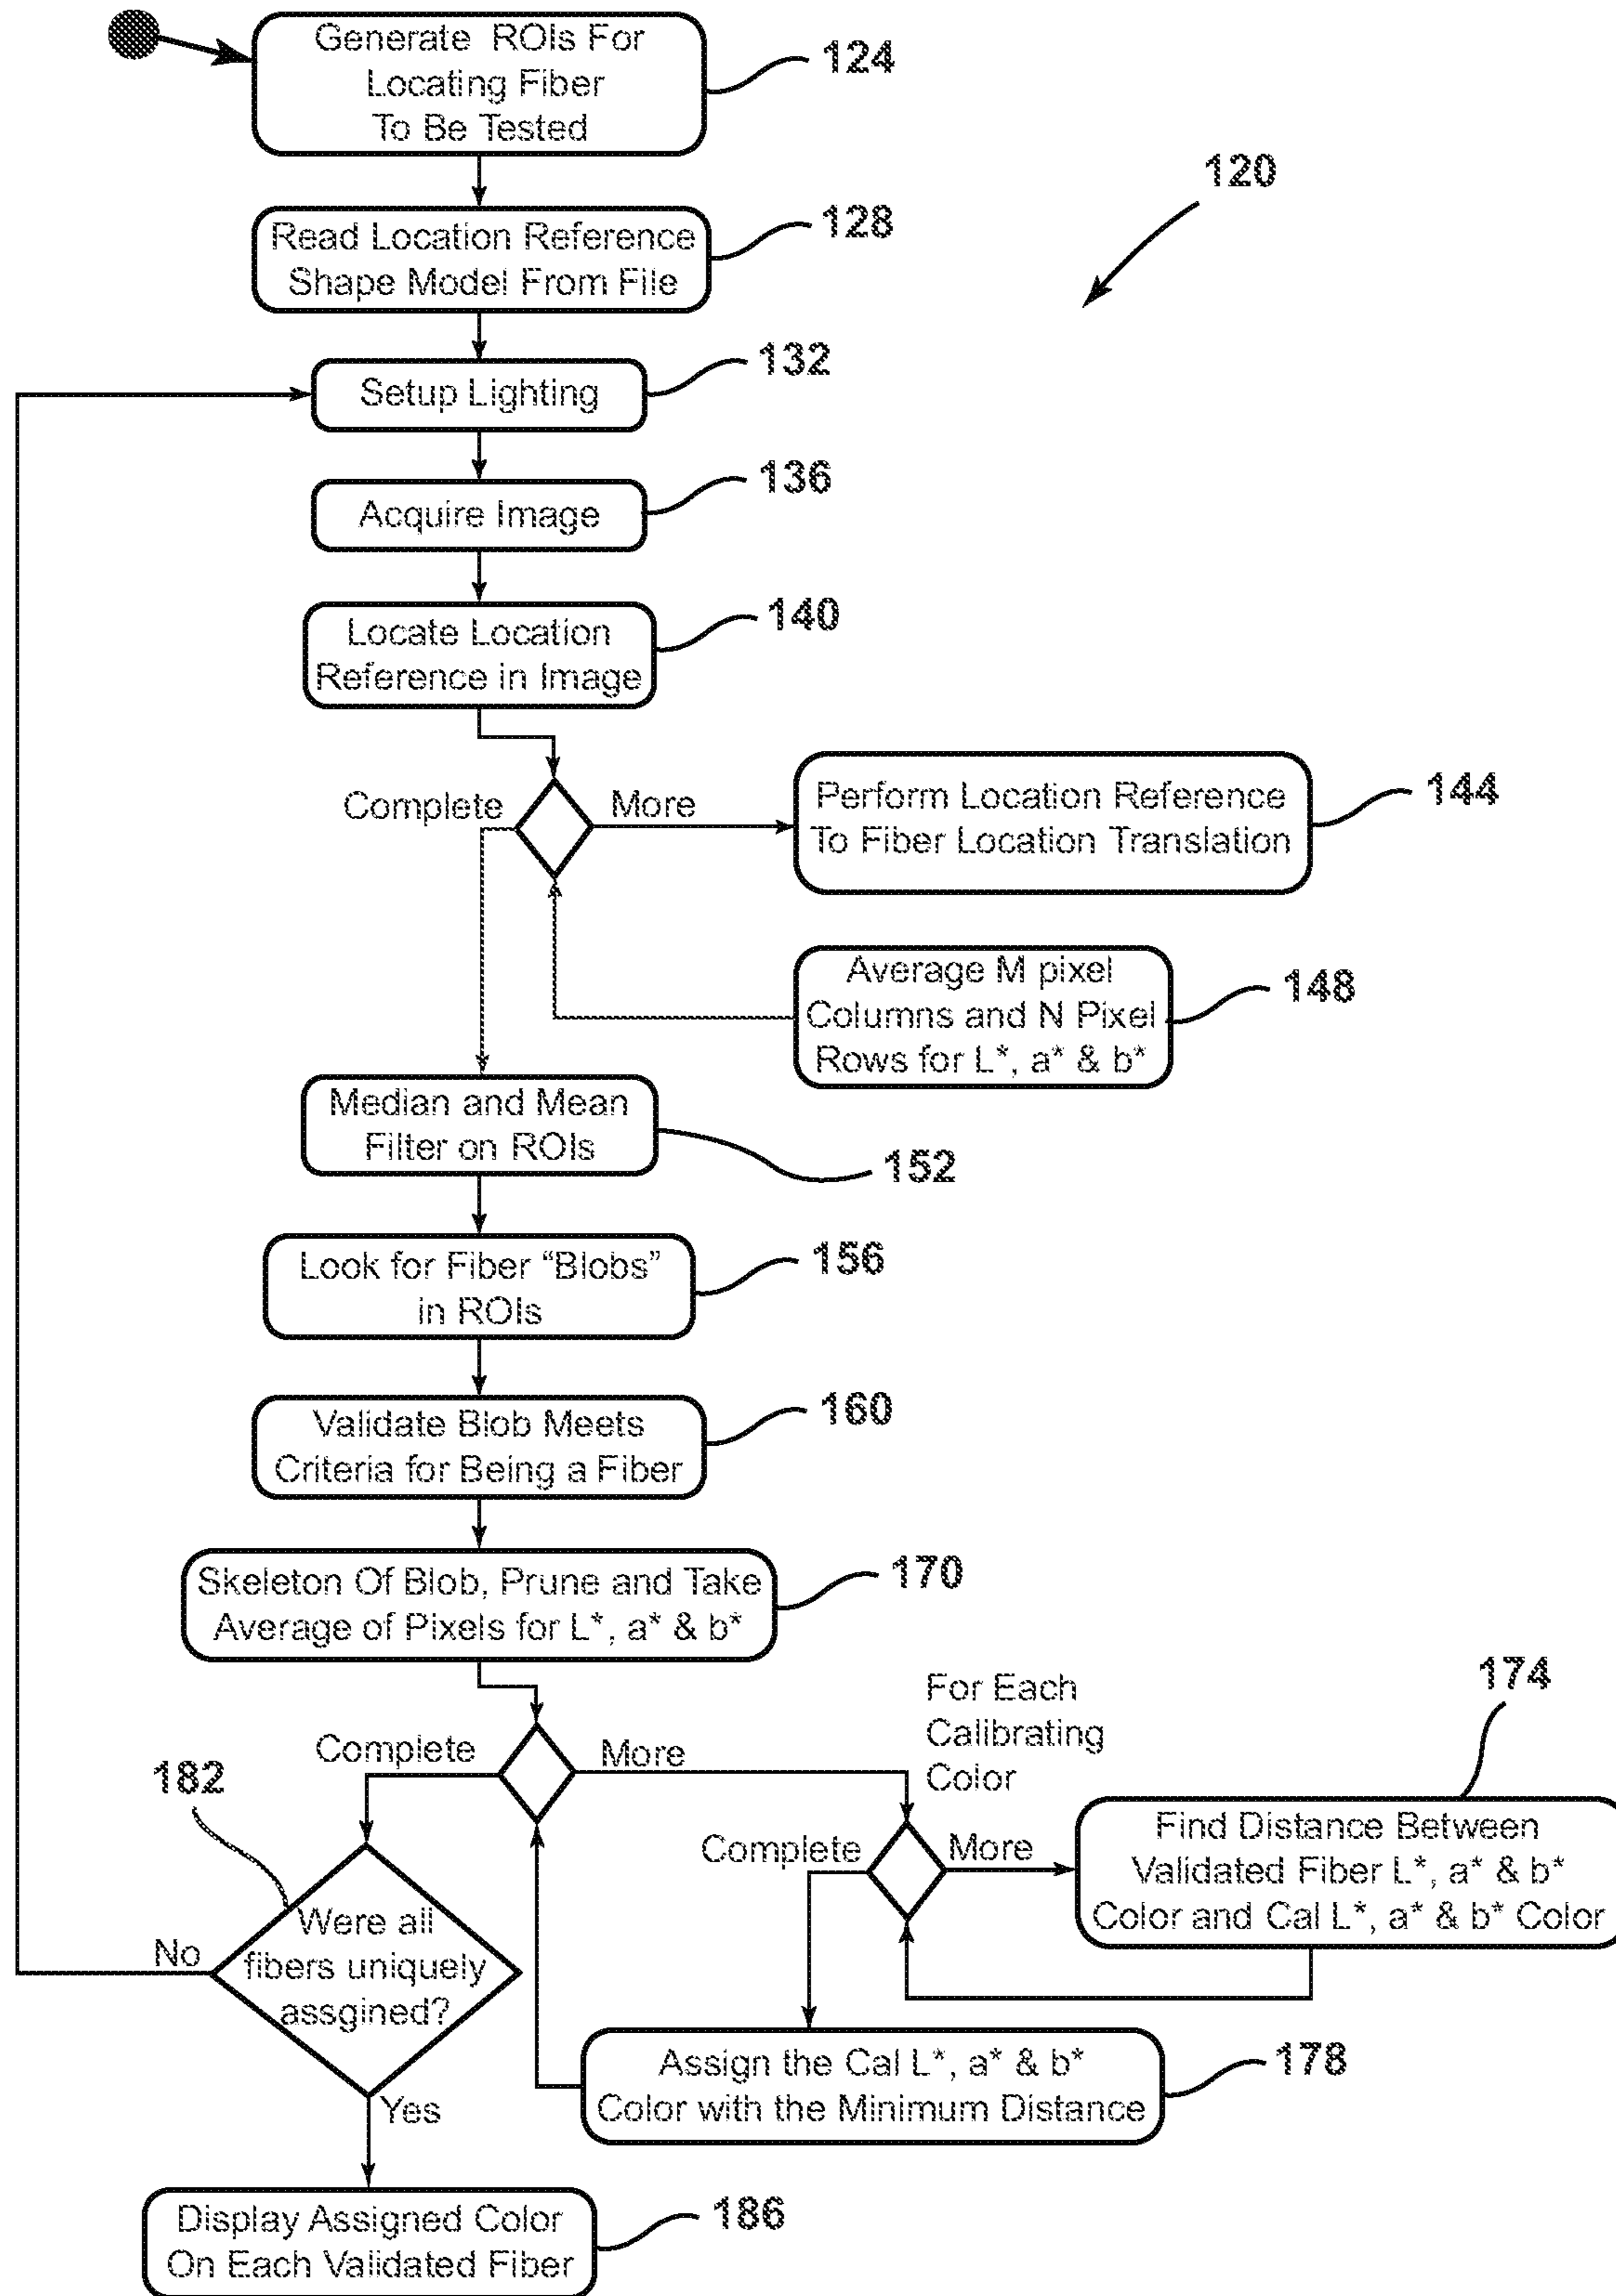 Generate ROIs For
Locating Fiber
To Be Tested
124
120
Read Location Reference
Shape Model From File
128
Setup Lighting
132
Acquire Image
136
Locate Location
Reference in Image
140
Complete
More
Perform Location Reference
To Fiber Location Translation
144
Average M pixel
Columns and N Pixel
Rows for L*, a* & b*
148
Median and Mean
Filter on ROIs
152
Look for Fiber “Blobs”
in ROIs
156
Validate Blob Meets
Criteria for Being a Fiber
160
Skeleton Of Blob, Prune and Take
Average of Pixels for L*, a* & b*
170
Complete
More
For Each
Calibrating
Color
174
182
Complete
More
Find Distance Between
Validated Fiber L*, a* & b*
Color and Cal L*, a* & b* Color
No
Were all
fibers uniquely
assgined?
Yes
Assign the Cal L*, a* & b*
Color with the Minimum Distance
178
Display Assigned Color
On Each Validated Fiber
186